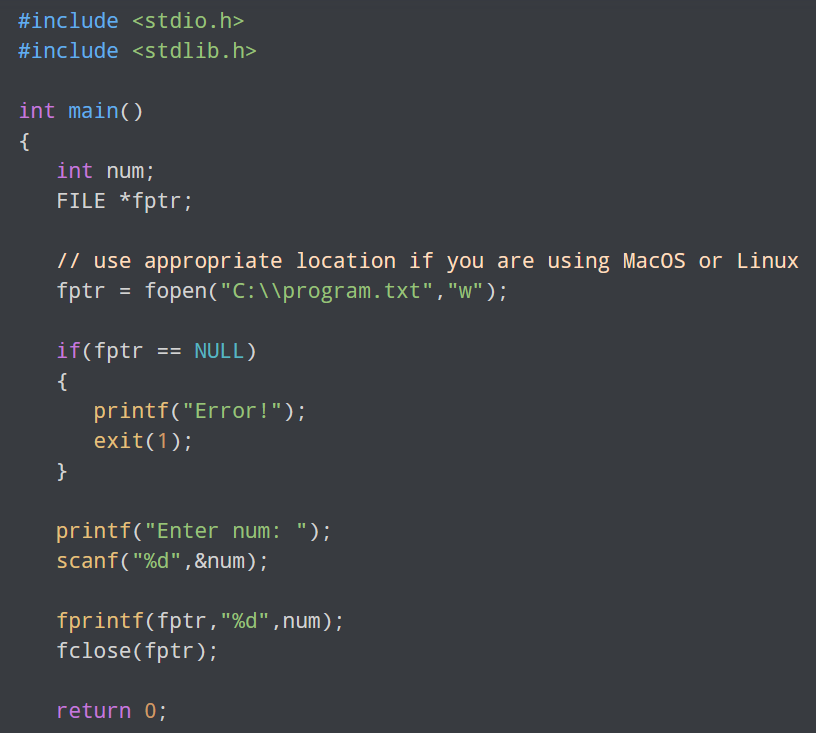 #include <stdio.h>
#include <stdlib.h>
int main()
{
int num;
FILE *fptr;
// use appropriate location if you are using MacOS or Linux
fptr = fopen("C:\\program.txt","w");
if(fptr == NULL)
{
printf("Error!");
exit(1);
}
printf("Enter num: ");
scanf("%d",&num);
fprintf(fptr,"%d",num);
fclose(fptr);
return 0;